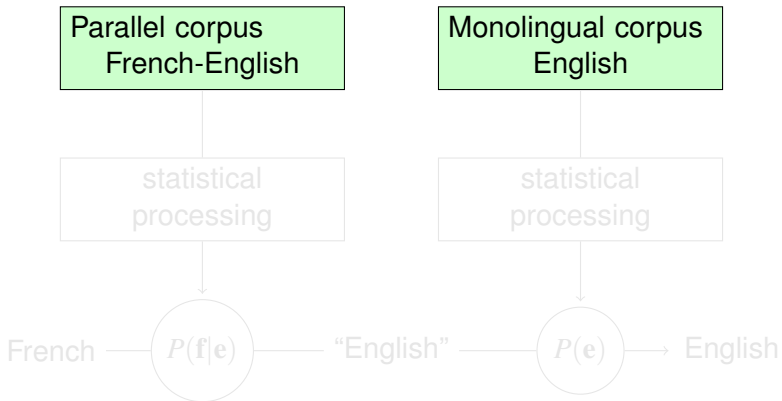 Parallel corpus
French-English
Monolingual corpus
English
statistical
processing
statistical
processing
French
P(f|e)
“English”
P(e)
English